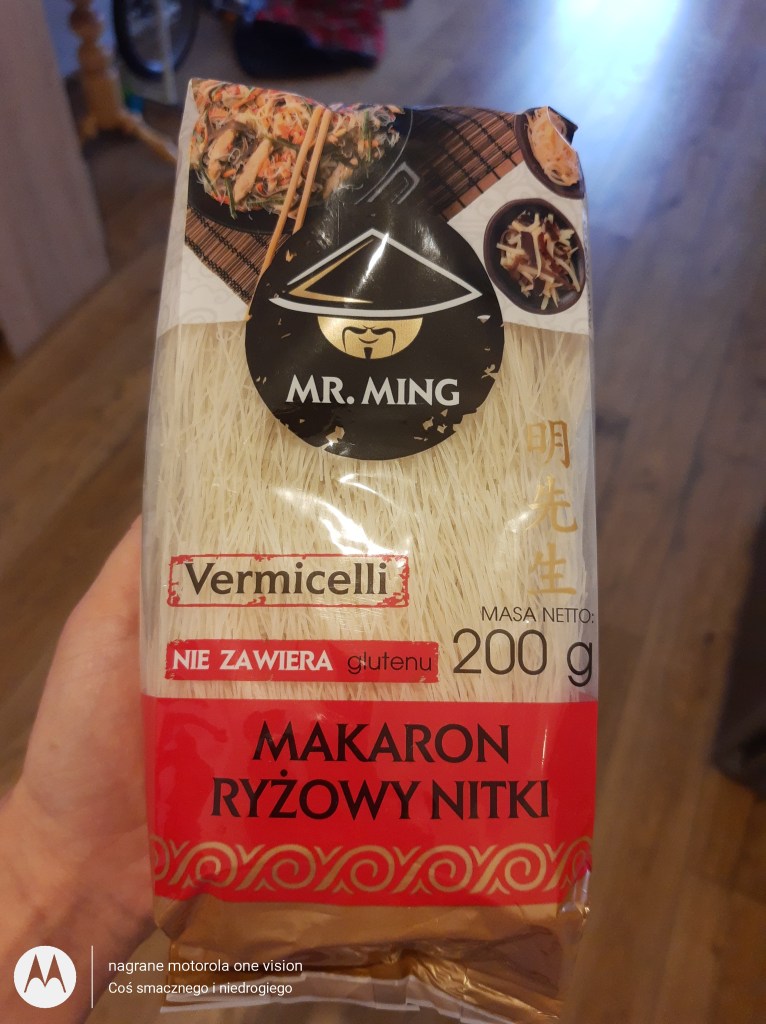 MR. MING
明
先
生
Vermicelli
MASA NETTO:
200 g
NIE ZAWIERA glutenu
MAKARON
RYŻOWY NITKI
nagrane motorola one vision
Coś smacznego i niedrogiego